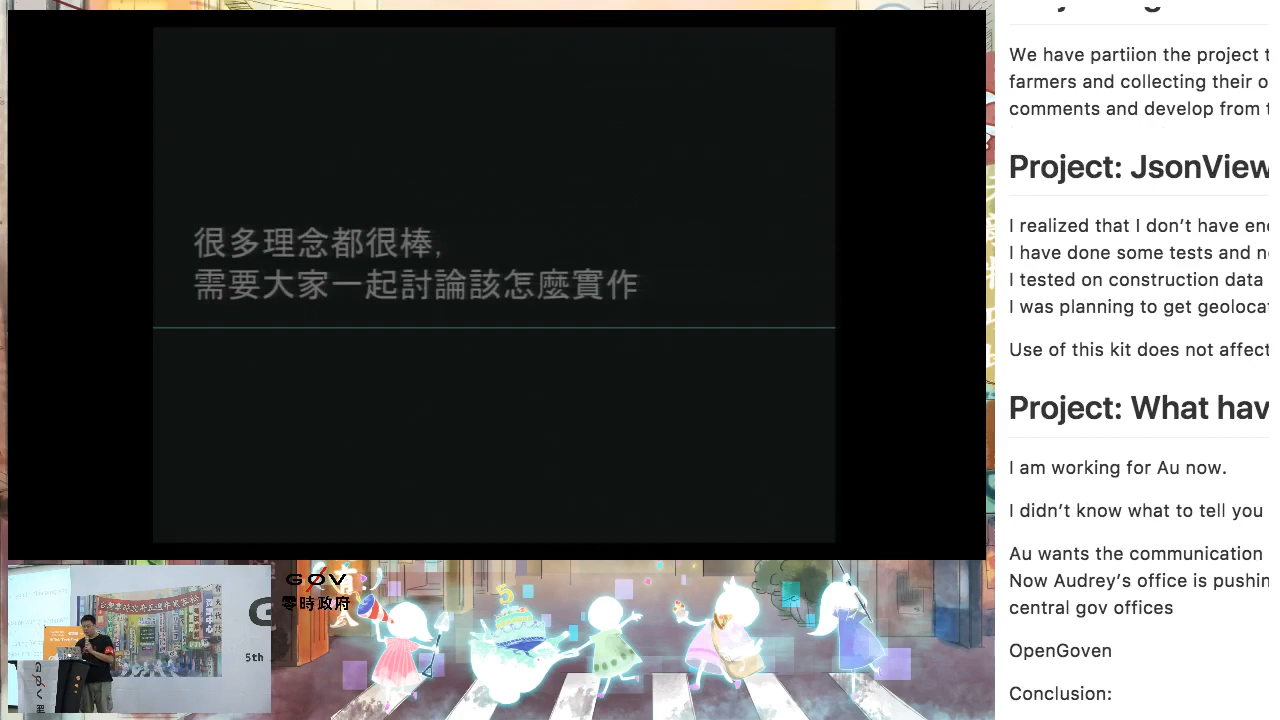 很多理念都很棒,
需要大家一起討論該怎麼實作
We have partiion the project t
farmers and collecting their o
comments and develop from t
Project: JsonView
I realized that I don’t have en
I have done some tests and n
I tested on construction data
I was planning to get geoloca
Use of this kit does not affect
Project: What hav
I am working for Au now.
I didn’t know what to tell you
Au wants the communication
Now Audrey’s office is pushin
central gov offices
OpenGoven
Conclusion:
GØV
零時政府
5
G
5th